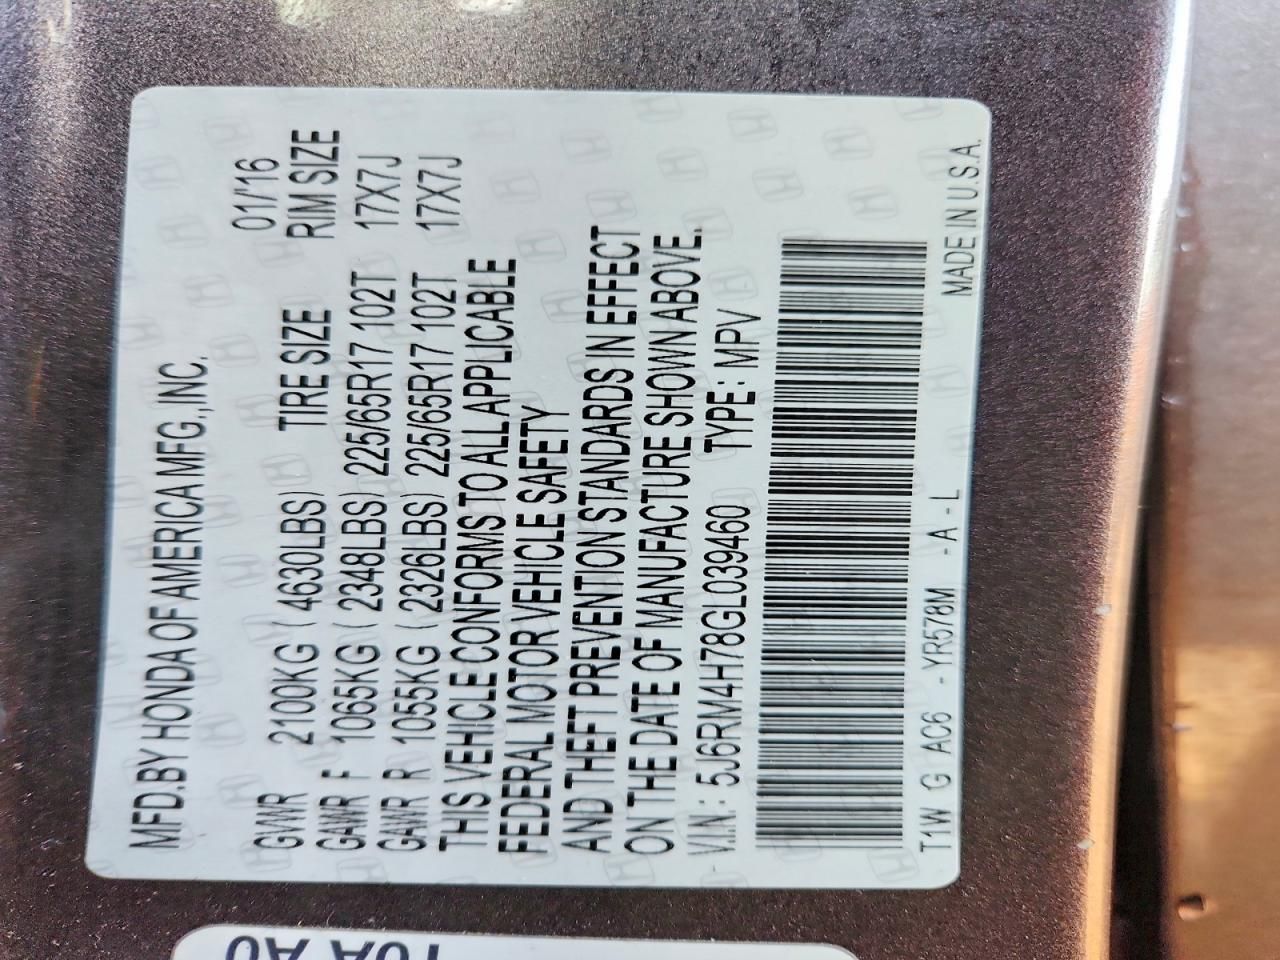 MFD.BY HONDA OF AMERICA MFG.,INC.
01/'16
GVWR 2100KG ( 4630LBS) TIRE SIZE RIM SIZE
GAWR F 1065KG ( 2348LBS) 225/65R17 102T 17X7J
GAWR R 1055KG ( 2326LBS) 225/65R17 102T 17X7J
THIS VEHICLE CONFORMS TO ALL APPLICABLE
FEDERAL MOTOR VEHICLE SAFETY
AND THEFT PREVENTION STANDARDS IN EFFECT
ON THE DATE OF MANUFACTURE SHOWN ABOVE.
V.I.N.: 5J6RM4H78GL039460 TYPE: MPV
T1W G AC6 -YR578M -A - L
MADE IN U.S.A.